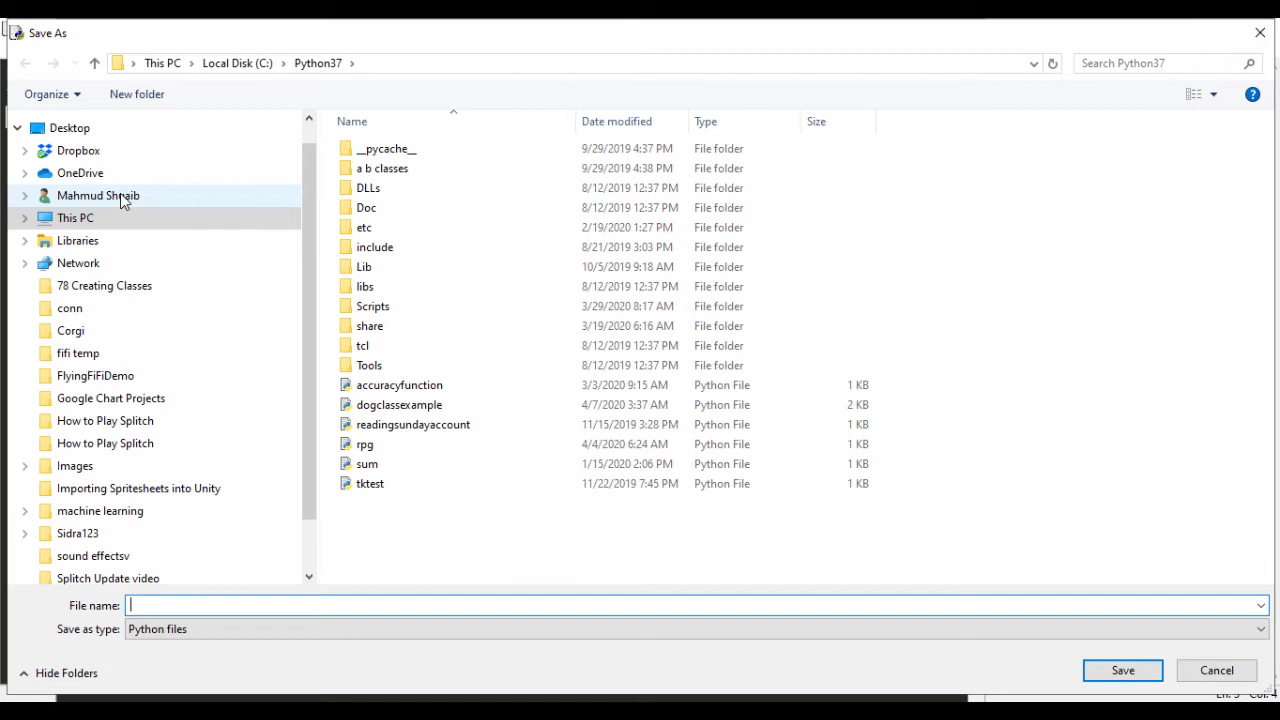 Save As
This PC Local Disk (C:) Python37
Search Python37
Organize New folder
Name Date modified Type Size
Desktop
Dropbox
OneDrive
This PC
Libraries
Network
78 Creating Classes
conn
Corgi
fifi temp
FlyingFiFiDemo
Google Chart Projects
How to Play Splitch
How to Play Splitch
Images
Importing Spritesheets into Unity
machine learning
Sidra123
sound effectsv
Splitch Update video
__pycache__ 9/29/2019 4:37 PM File folder
a b classes 9/29/2019 4:38 PM File folder
DLLs 8/12/2019 12:37 PM File folder
Doc 8/12/2019 12:37 PM File folder
etc 2/19/2020 1:27 PM File folder
include 8/21/2019 3:03 PM File folder
Lib 10/5/2019 9:18 AM File folder
libs 8/12/2019 12:37 PM File folder
Scripts 3/29/2020 8:17 AM File folder
share 3/19/2020 6:16 AM File folder
tcl 8/12/2019 12:37 PM File folder
Tools 8/12/2019 12:37 PM File folder
accuracyfunction 3/3/2020 9:15 AM Python File 1 KB
dogclassexample 4/7/2020 3:37 AM Python File 2 KB
readingsundayaccount 11/15/2019 3:28 PM Python File 1 KB
rpg 4/4/2020 6:24 AM Python File 1 KB
sum 1/15/2020 2:06 PM Python File 1 KB
tktest 11/22/2019 7:45 PM Python File 1 KB
File name:
Save as type: Python files
Hide Folders
Save Cancel